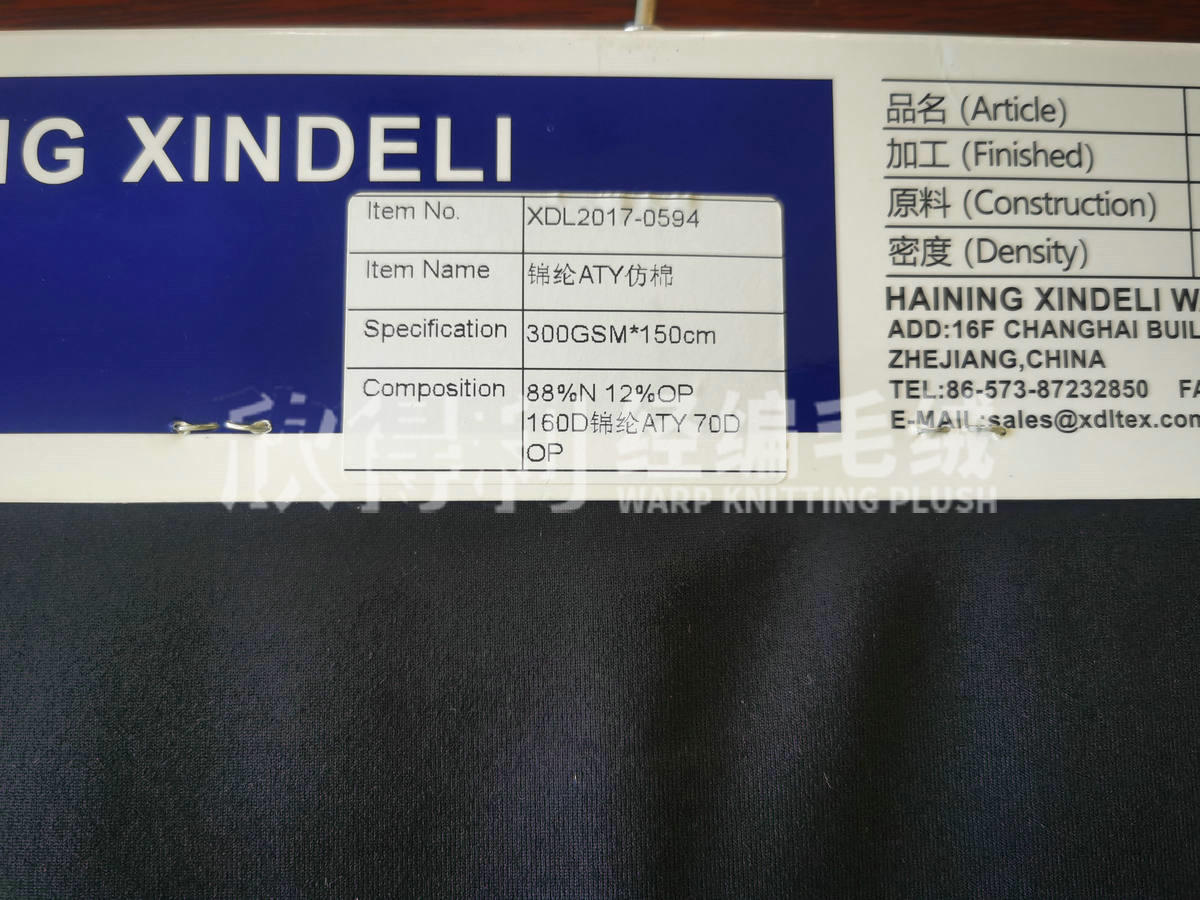 NG XINDELI
Item No. XDL2017-0594
Item Name 锦纶ATY仿棉
Specification 300GSM*150cm
Composition 88%N 12%OP
160D锦纶ATY 70D
OP
品名 (Article)
加工 (Finished)
原料 (Construction)
密度 (Density)
HAINING XINDELI WA
ADD:16F CHANGHAI BUIL
ZHEJIANG,CHINA
TEL:86-573-87232850 FA
E-MAIL:sales@xdltex.com
欣得利 经编毛绒
WARP KNITTING PLUSH